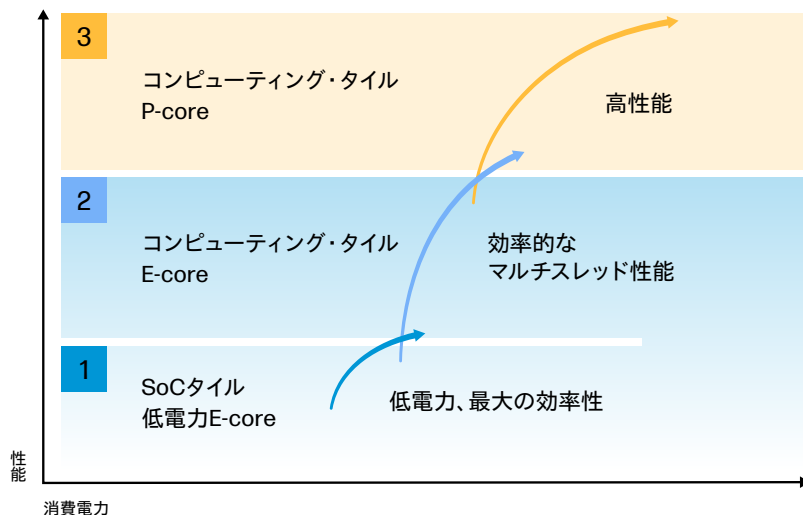 3
コンピューティング・タイル
P-core
高性能
2
コンピューティング・タイル
E-core
効率的な
マルチスレッド性能
1
SoCタイル
低電力E-core
低電力、最大の効率性
性能
消費電力